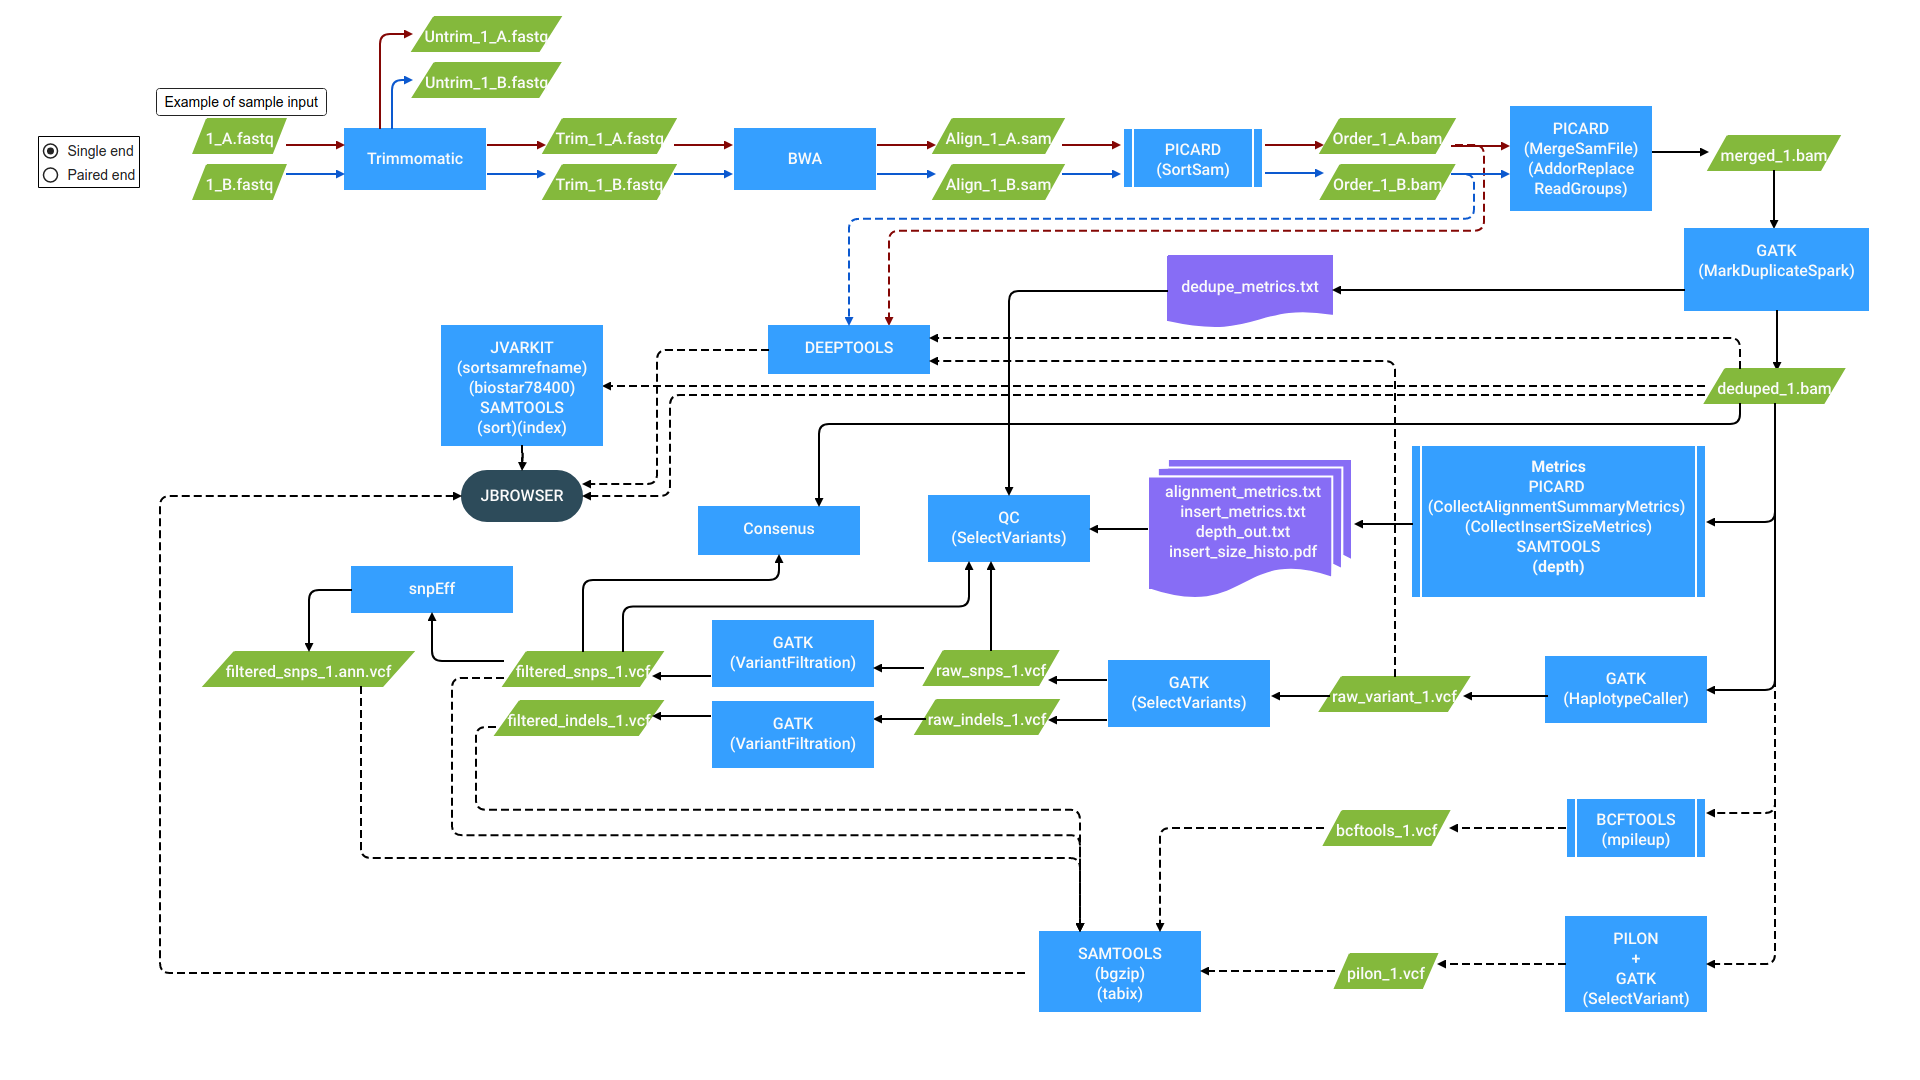 Untrim_1_A.fastq
Untrim_1_B.fastq
Example of sample input
Single end
Paired end
1_A.fastq
1_B.fastq
Trimmomatic
Trim_1_A.fastq
Trim_1_B.fastq
BWA
Align_1_A.sam
Align_1_B.sam
PICARD
(SortSam)
Order_1_A.bam
Order_1_B.bam
PICARD
(MergeSamFile)
(AddorReplace
ReadGroups)
merged_1.bam
GATK
(MarkDuplicateSpark)
dedupe_metrics.txt
DEEPTOOLS
JVARKIT
(sortsamrefname)
(biostar78400)
SAMTOOLS
(sort)(index)
deduped_1.bam
JBROWSER
Consenus
QC
(SelectVariants)
alignment_metrics.txt
insert_metrics.txt
depth_out.txt
insert_size_histo.pdf
Metrics
PICARD
(CollectAlignmentSummaryMetrics)
(CollectInsertSizeMetrics)
SAMTOOLS
(depth)
snpEff
filtered_snps_1.ann.vcf
filtered_snps_1.vcf
filtered_indels_1.vcf
GATK
(VariantFiltration)
GATK
(VariantFiltration)
raw_snps_1.vcf
raw_indels_1.vcf
GATK
(SelectVariants)
raw_variant_1.vcf
GATK
(HaplotypeCaller)
bcftools_1.vcf
BCFTOOLS
(mpileup)
SAMTOOLS
(bgzip)
(tabix)
pilon_1.vcf
PILON
+
GATK
(SelectVariant)